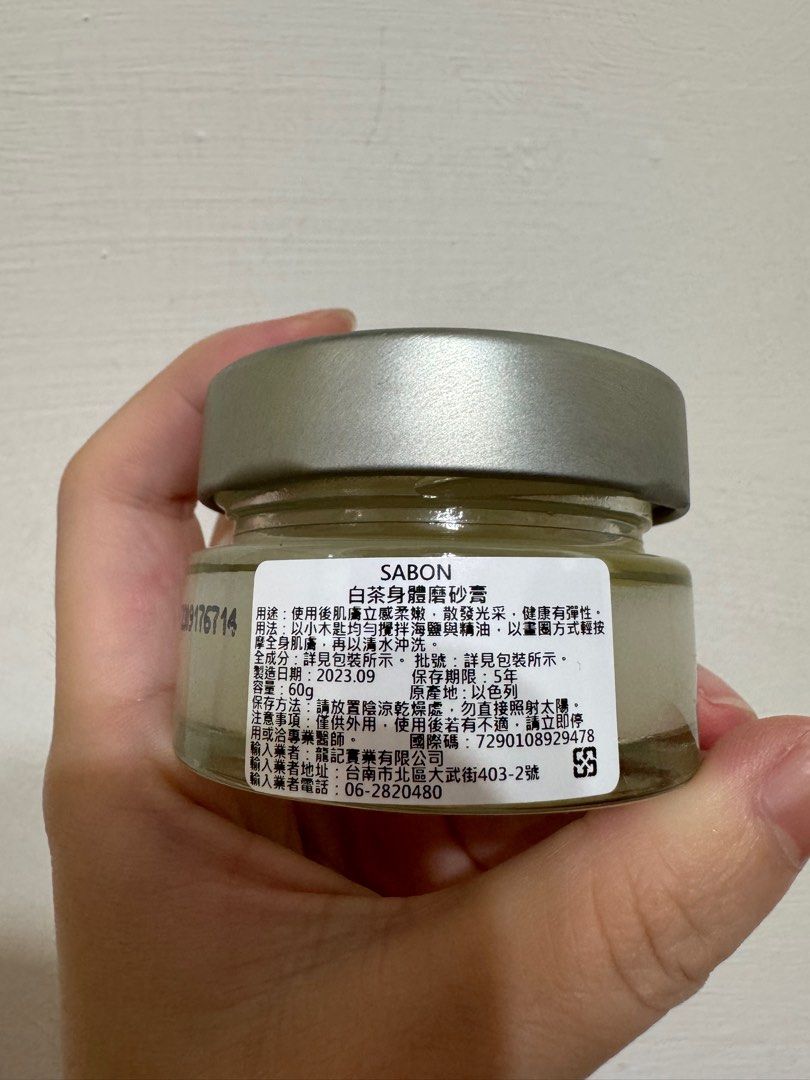 SABON
白茶身體磨砂膏
用途：使用後肌膚立感柔嫩，散發光采，健康有彈性。
用法：以小木匙均勻攪拌海鹽與精油，以畫圈方式輕按
摩全身肌膚，再以清水沖洗。
全成分：詳見包裝所示。 批號：詳見包裝所示。
製造日期：2023.09 保存期限：5年
容量：60g 原產地：以色列
保存方法：請放置陰涼乾燥處，勿直接照射太陽。
注意事項：僅供外用，使用後若有不適，請立即停
用或洽專業醫師。 國際碼：7290108929478
輸入業者：龍記實業有限公司
輸入業者地址：台南市北區大武街403-2號
輸入業者電話：06-2820480